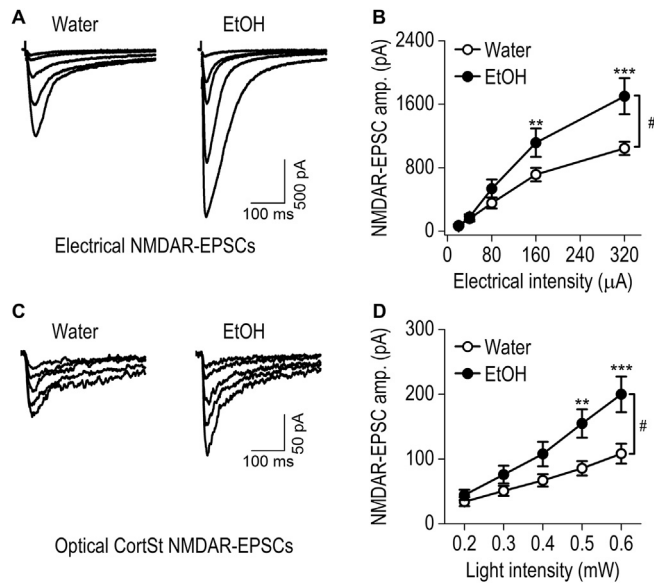 A
Water
EtOH
500 pA
100 ms
Electrical NMDAR-EPSCs
B
NMDAR-EPSC amp. (pA)
2400
1600
800
0
Water
EtOH
**
***
#
0 80 160 240 320
Electrical intensity (μA)
C
Water
EtOH
50 pA
100 ms
Optical CortSt NMDAR-EPSCs
D
NMDAR-EPSC amp. (pA)
300
200
100
0
Water
EtOH
**
***
#
0.2 0.3 0.4 0.5 0.6
Light intensity (mW)